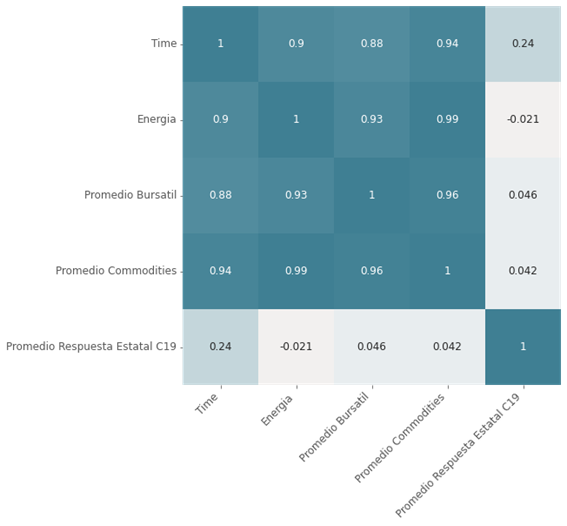 Time 1 0.9 0.88 0.94 0.24
Energia 0.9 1 0.93 0.99 -0.021
Promedio Bursatil 0.88 0.93 1 0.96 0.046
Promedio Commodities 0.94 0.99 0.96 1 0.042
Promedio Respuesta Estatal C19 0.24 -0.021 0.046 0.042 1
Time
Energia
Promedio Bursatil
Promedio Commodities
Promedio Respuesta Estatal C19